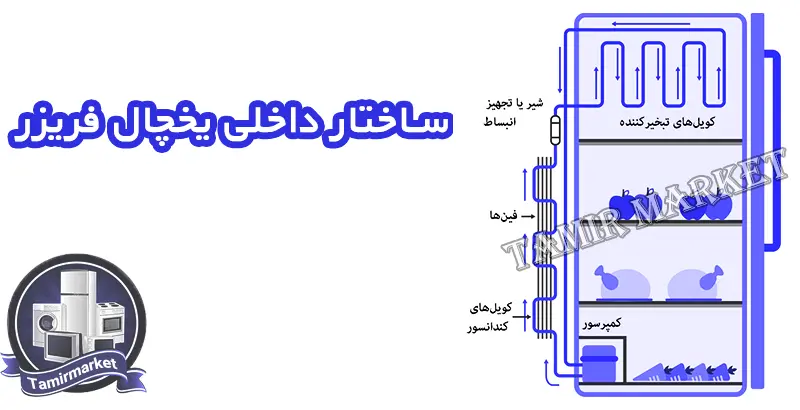 ساختار داخلی یخچال فریزر
شیر یا تجهیز
انبساط
کویل‌های تبخیرکننده
فین‌ها
کویل‌های
کندانسور
کمپرسور
TAMIR MARKET
Tamirmarket